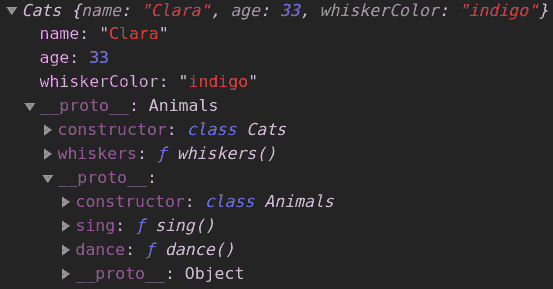 Cats {name: "Clara", age: 33, whiskerColor: "indigo"}
name: "Clara"
age: 33
whiskerColor: "indigo"
__proto__: Animals
constructor: class Cats
whiskers: ƒ whiskers()
__proto__:
constructor: class Animals
sing: ƒ sing()
dance: ƒ dance()
__proto__: Object